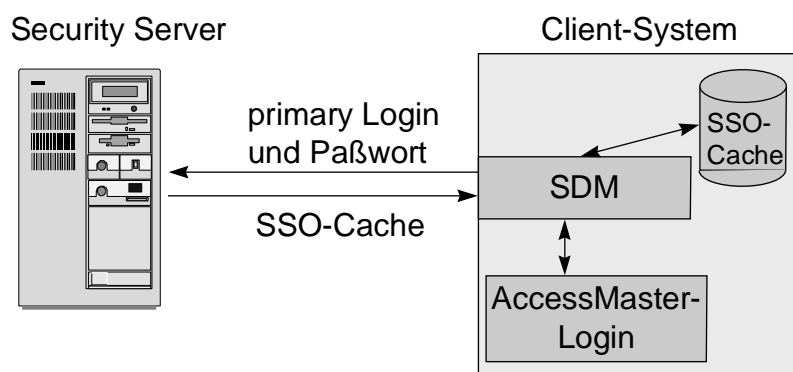 Security Server
Client-System
primary Login
und Paßwort
SSO-Cache
SSO-
Cache
SDM
AccessMaster-
Login